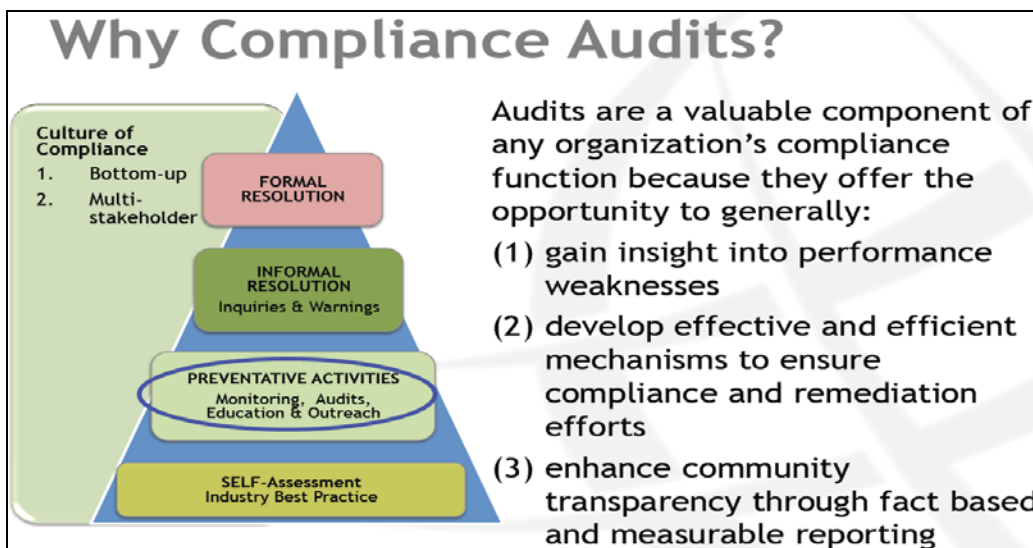 Why Compliance Audits?
Culture of
Compliance
1. Bottom-up
2. Multi-
stakeholder
FORMAL
RESOLUTION
INFORMAL
RESOLUTION
Inquiries & Warnings
PREVENTATIVE ACTIVITIES
Monitoring, Audits,
Education & Outreach
SELF-Assessment
Industry Best Practice
Audits are a valuable component of
any organization's compliance
function because they offer the
opportunity to generally:
(1) gain insight into performance
weaknesses
(2) develop effective and efficient
mechanisms to ensure
compliance and remediation
efforts
(3) enhance community
transparency through fact based
and measurable reporting